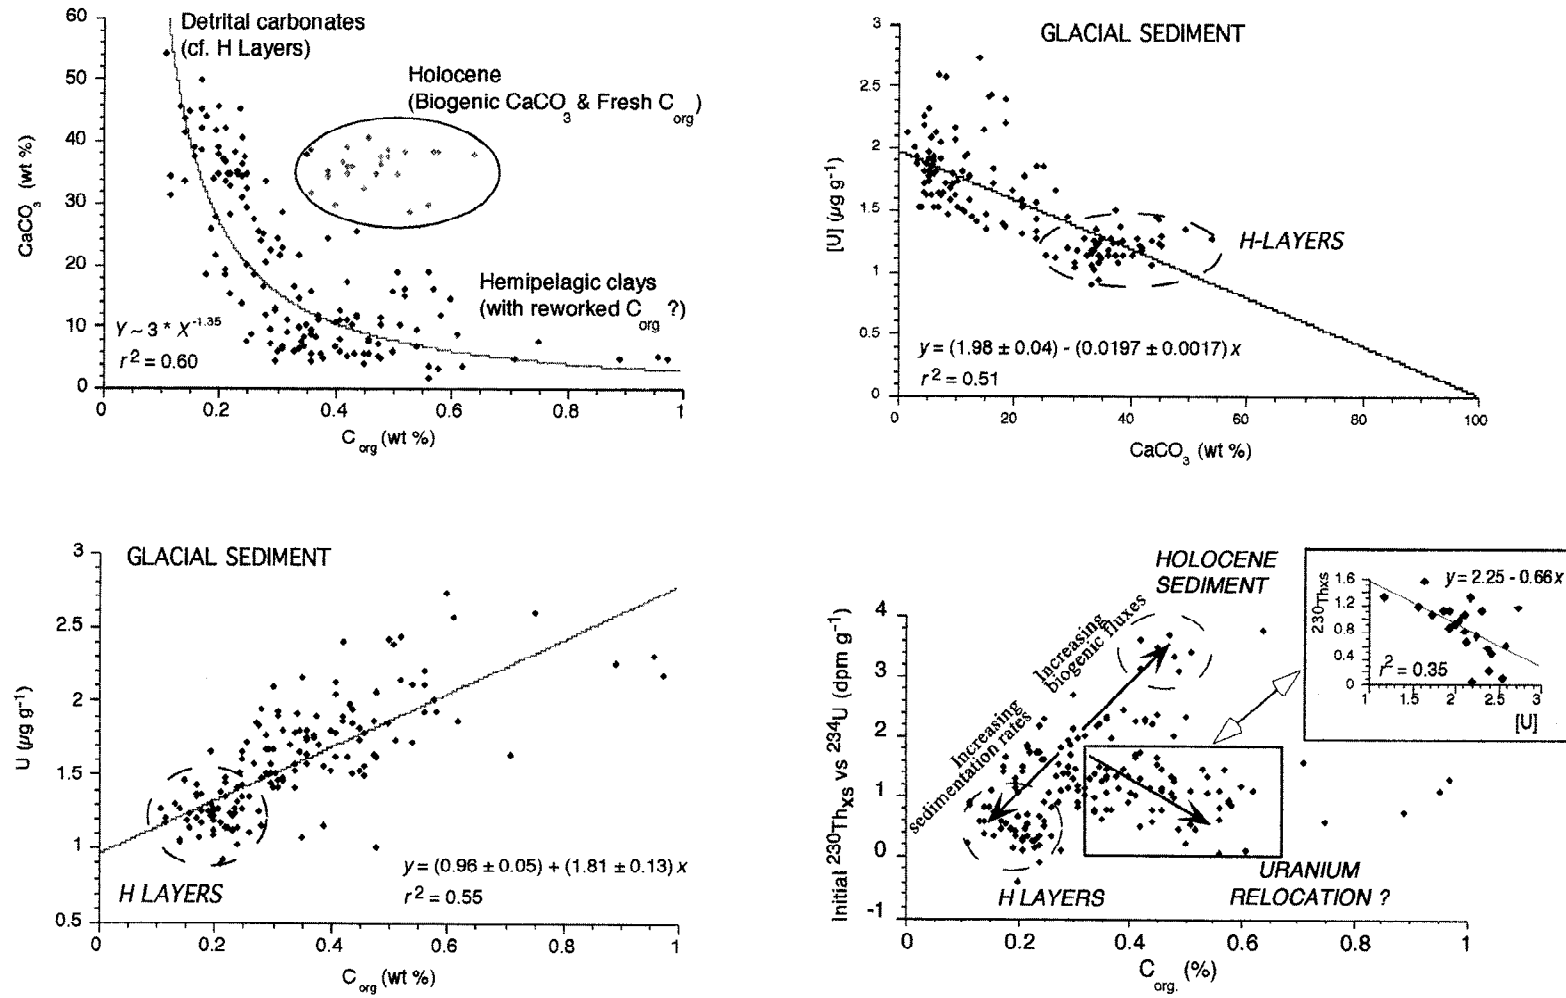 60
50
40
30
20
10
0
CaCO3 (wt %)
Detrital carbonates
(cf. H Layers)
Holocene
(Biogenic CaCO3 & Fresh Corg)
Hemipelagic clays
(with reworked Corg ?)
Y ~ 3 * X^-1.35
r² = 0.60
0 0.2 0.4 0.6 0.8 1
Corg (wt %)
GLACIAL SEDIMENT
3
2.5
2
1.5
1
0.5
0
[U] (µg g⁻¹)
H-LAYERS
y = (1.98 ± 0.04) - (0.0197 ± 0.0017) x
r² = 0.51
0 20 40 60 80 100
CaCO3 (wt %)
GLACIAL SEDIMENT
3
2.5
2
1.5
1
0.5
U (µg g⁻¹)
H LAYERS
y = (0.96 ± 0.05) + (1.81 ± 0.13) x
r² = 0.55
0 0.2 0.4 0.6 0.8 1
Corg (wt %)
HOLOCENE
SEDIMENT
4
3
2
1
0
-1
Initial ²³⁰Thxs vs ²³⁴U (dpm g⁻¹)
Increasing
biogenic fluxes
Increasing
sedimentation rates
H LAYERS
URANIUM
RELOCATION ?
0 0.2 0.4 0.6 0.8 1
Corg. (%)
y = 2.25 - 0.66x
1.6
1.2
0.8
0.4
0
²³⁰Thxs
r² = 0.35
1 1.5 2 2.5 3
[U]